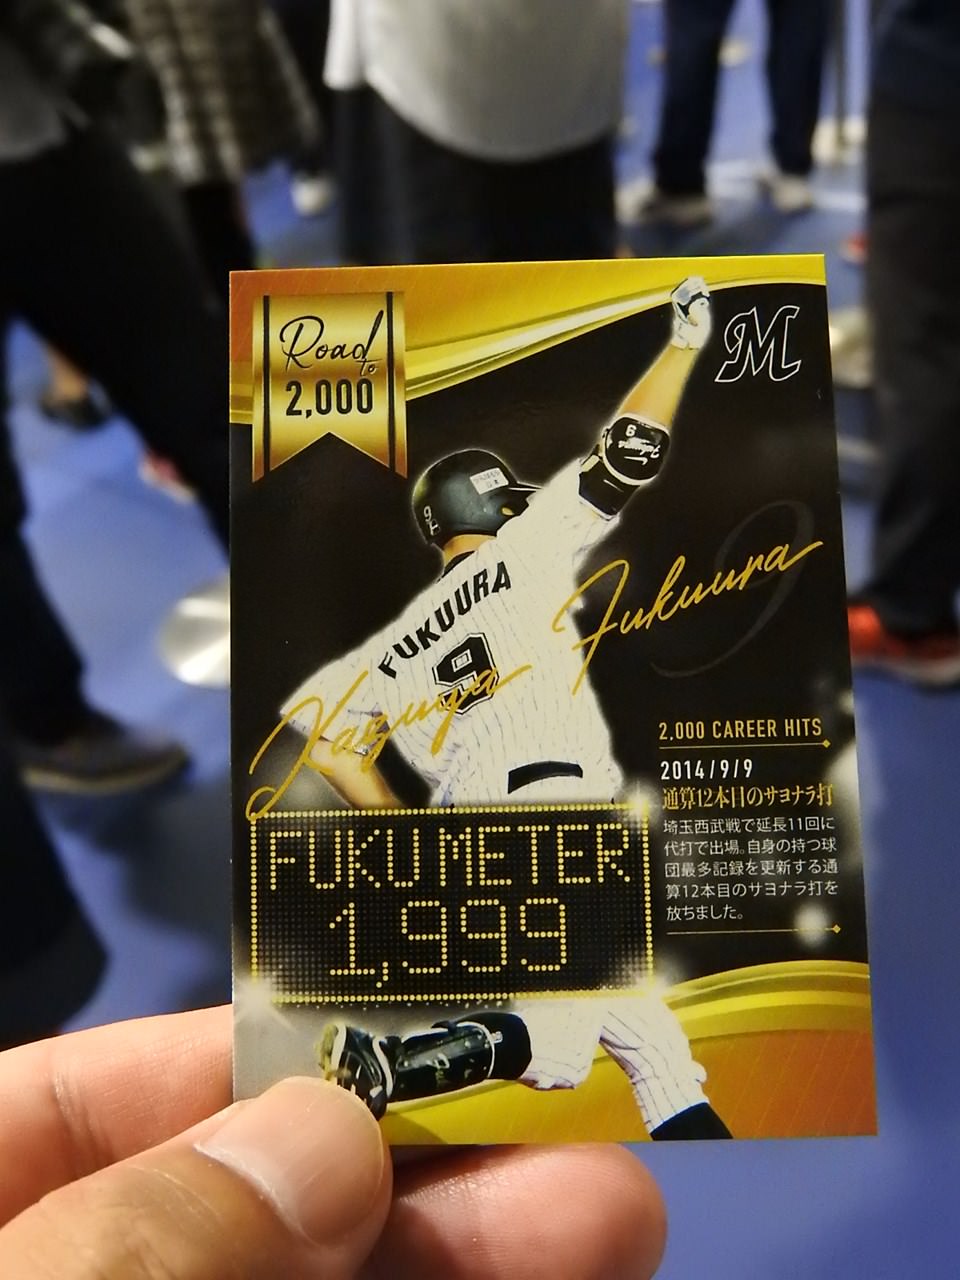 Road
to
2,000
M
9
FUKUURA
9
Kazuya Fukuura
2,000 CAREER HITS
2014/9/9
通算12本目のサヨナラ打
埼玉西武戦で延長11回に
代打で出場。自身の持つ球
団最多記録を更新する通
算12本目のサヨナラ打を
放ちました。
FUKU METER
1,999